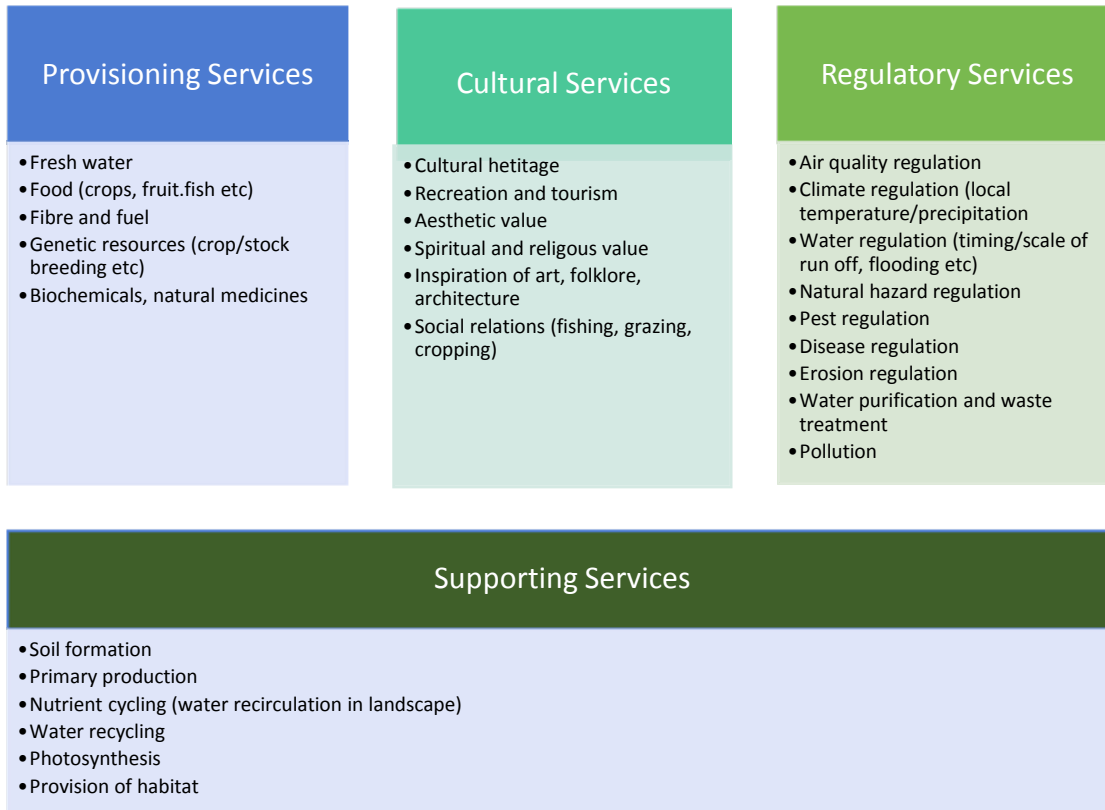 Provisioning Services
•Fresh water
•Food (crops, fruit.fish etc)
•Fibre and fuel
•Genetic resources (crop/stock
breeding etc)
•Biochemicals, natural medicines
Cultural Services
•Cultural hetitage
•Recreation and tourism
•Aesthetic value
•Spiritual and religous value
•Inspiration of art, folklore,
architecture
•Social relations (fishing, grazing,
cropping)
Regulatory Services
•Air quality regulation
•Climate regulation (local
temperature/precipitation
•Water regulation (timing/scale of
run off, flooding etc)
•Natural hazard regulation
•Pest regulation
•Disease regulation
•Erosion regulation
•Water purification and waste
treatment
•Pollution
Supporting Services
•Soil formation
•Primary production
•Nutrient cycling (water recirculation in landscape)
•Water recycling
•Photosynthesis
•Provision of habitat